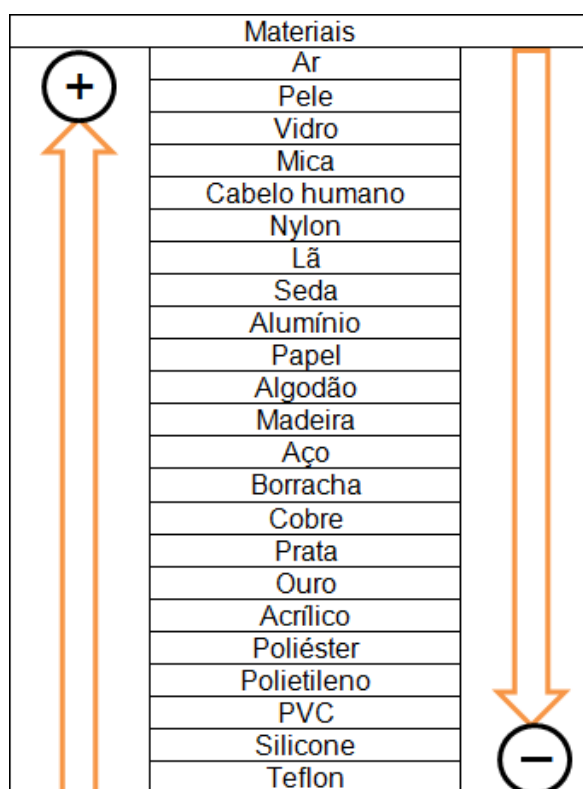 Materiais
+
Ar
Pele
Vidro
Mica
Cabelo humano
Nylon
Lã
Seda
Alumínio
Papel
Algodão
Madeira
Aço
Borracha
Cobre
Prata
Ouro
Acrílico
Poliéster
Polietileno
PVC
Silicone
Teflon
−